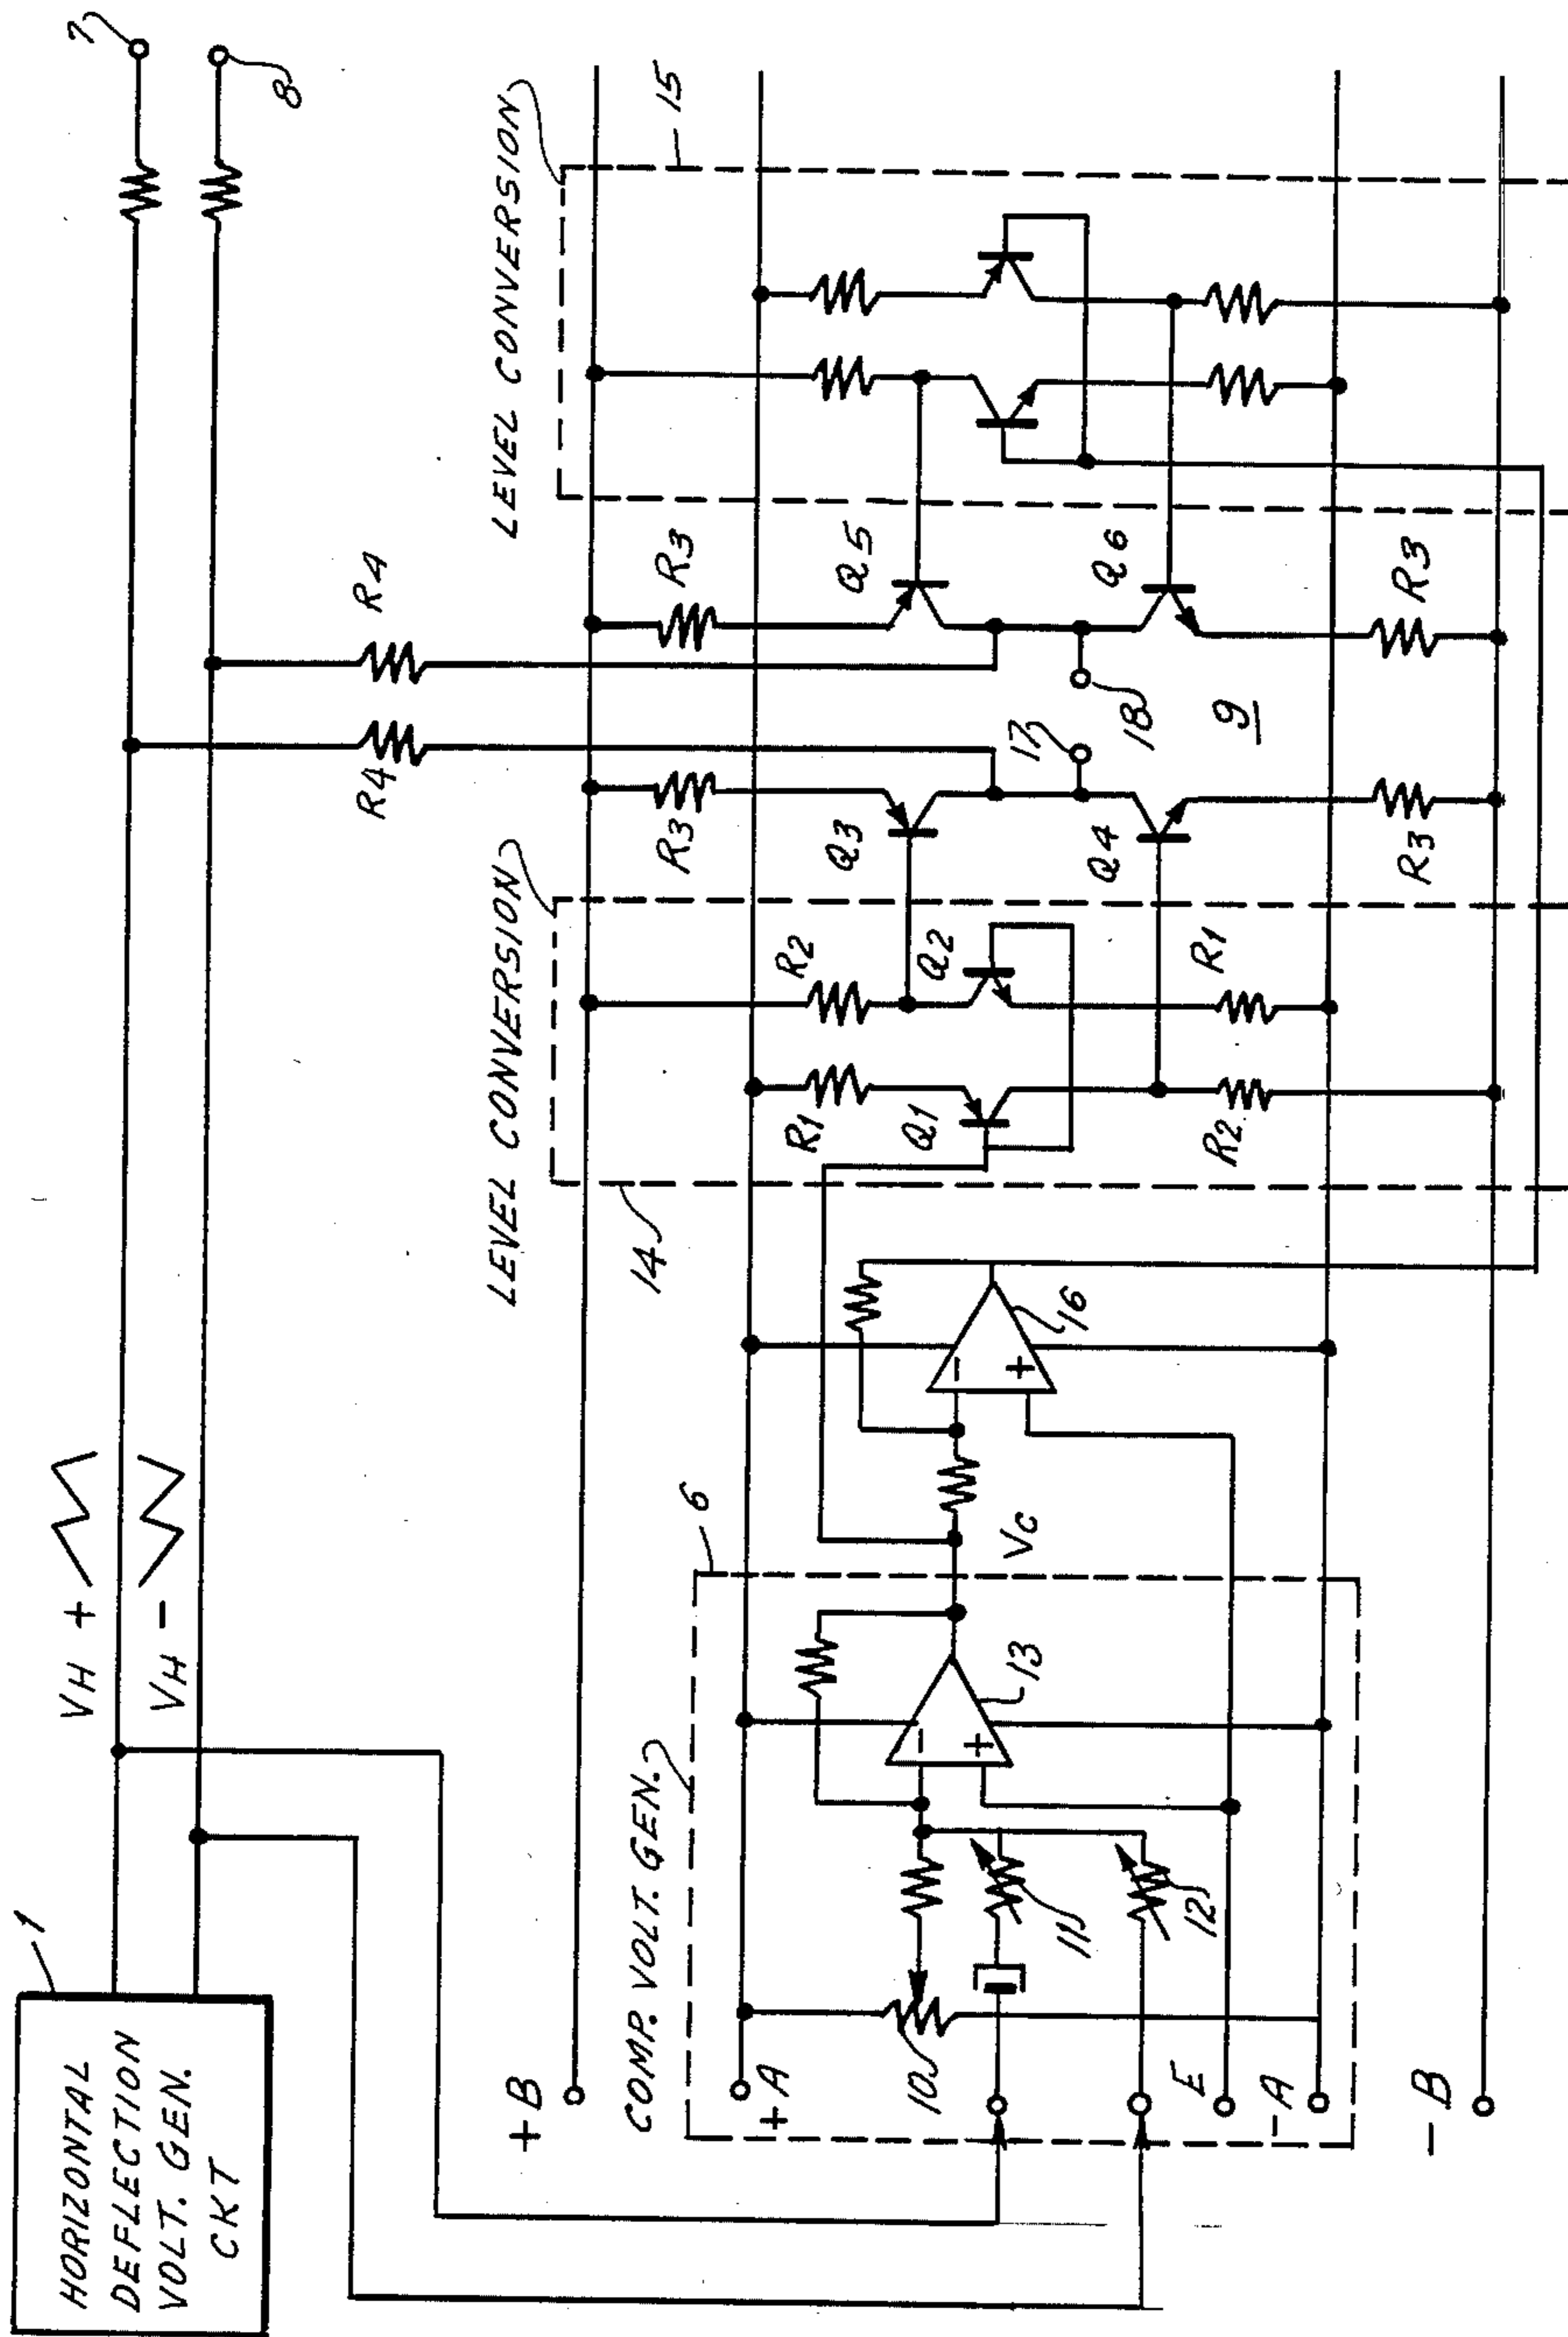 HORIZONTAL
DEFLECTION
VOLT. GEN.
CKT
1
VH +
VH -
7
8
R4
R4
LEVEL CONVERSION
LEVEL CONVERSION
14
15
+B
COMP. VOLT. GEN.
6
+A
10
11
12
13
E
-A
-B
VC
16
R1
R2
Q1
Q2
R2
R1
R3
R3
Q3
Q5
Q4
Q6
17
18
9
R3
R3